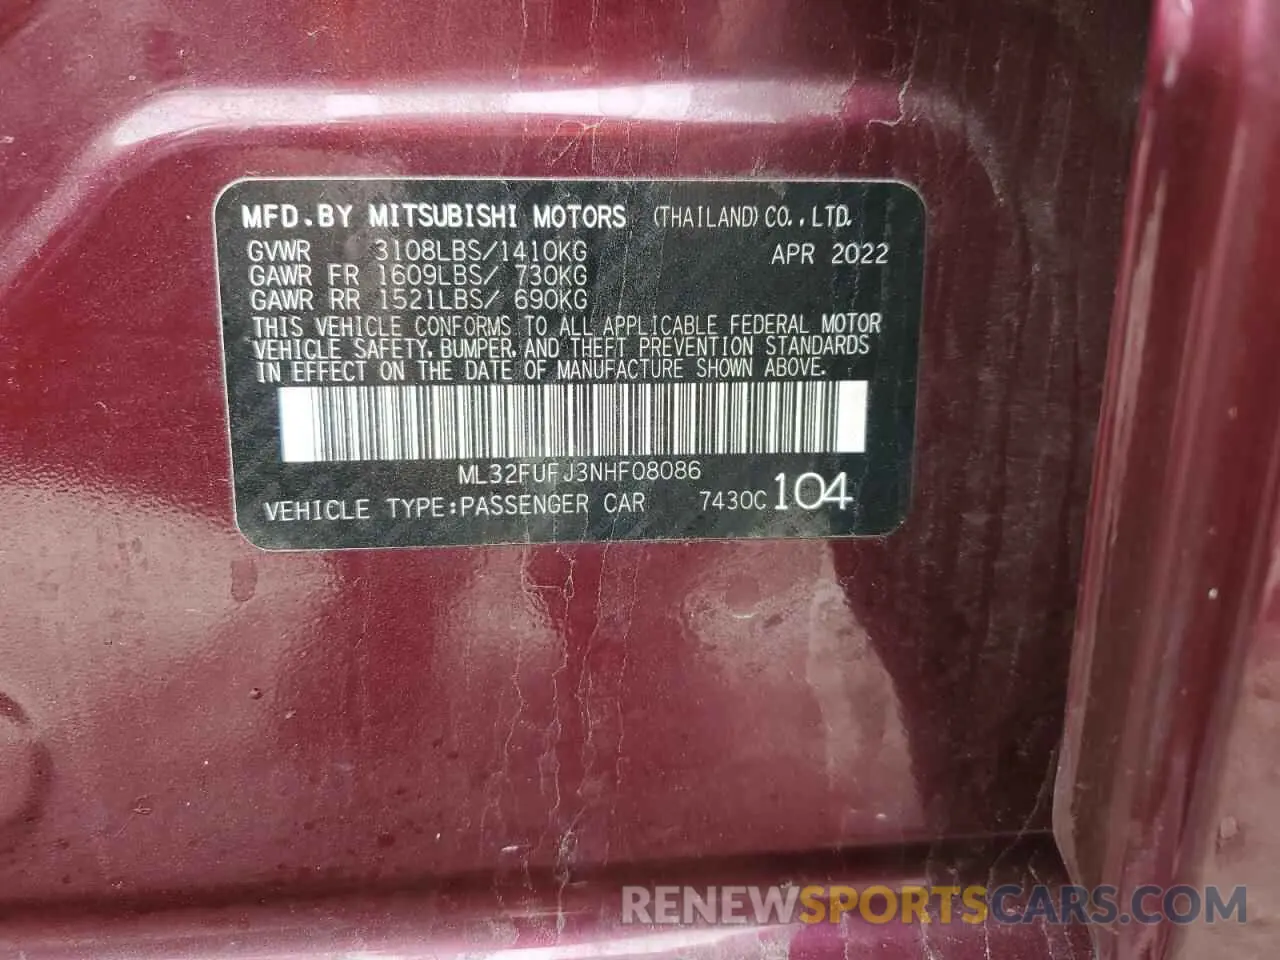 MFD.BY MITSUBISHI MOTORS (THAILAND) CO.,LTD.
GVWR 3108LBS/1410KG APR 2022
GAWR FR 1609LBS/ 730KG
GAWR RR 1521LBS/ 690KG
THIS VEHICLE CONFORMS TO ALL APPLICABLE FEDERAL MOTOR
VEHICLE SAFETY, BUMPER, AND THEFT PREVENTION STANDARDS
IN EFFECT ON THE DATE OF MANUFACTURE SHOWN ABOVE.
ML32FUFJ3NHF08086
VEHICLE TYPE:PASSENGER CAR 7430C 104
RENEWSPORTSCARS.COM